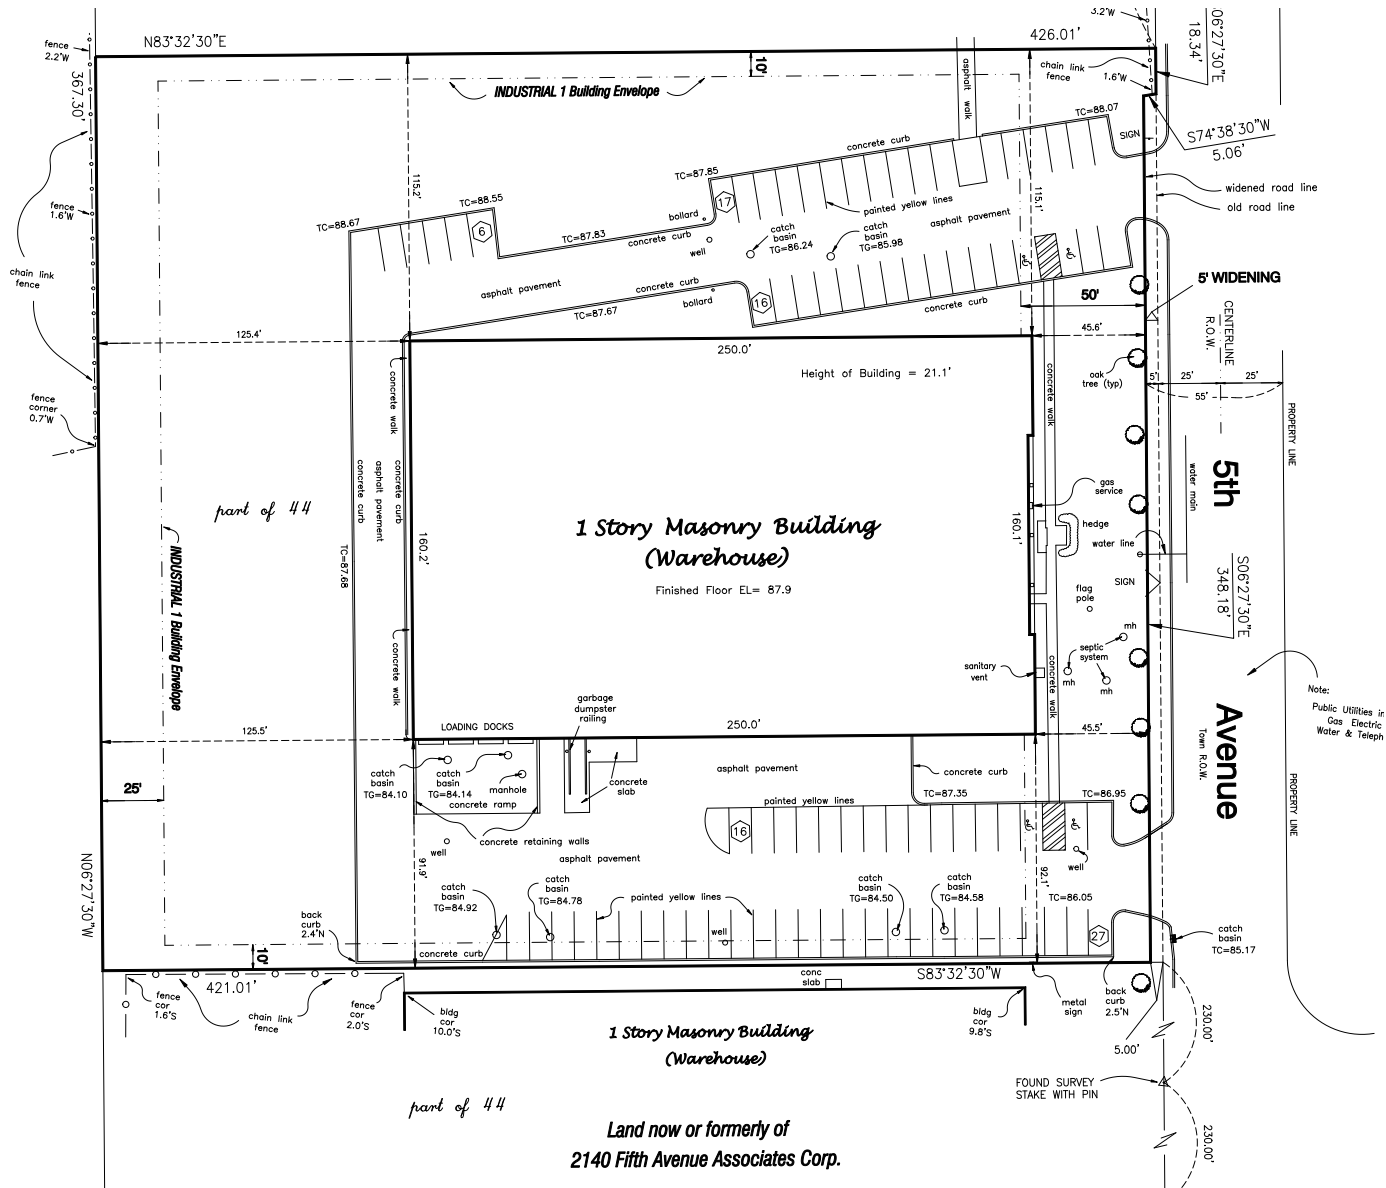 N83°32'30"E
426.01'
3.2'W
S06°27'30"E
18.34'
fence
2.2'W
367.30'
10'
INDUSTRIAL 1 Building Envelope
asphalt walk
chain link
fence
1.6'W
TC=88.07
SIGN
S74°38'30"W
5.06'
concrete curb
TC=87.85
115.2'
115.1'
widened road line
old road line
fence
1.6'W
TC=88.55
TC=88.67
17
painted yellow lines
asphalt pavement
bollard
6
TC=87.83
concrete curb
well
catch
basin
TG=86.24
catch
basin
TG=85.98
chain link
fence
5' WIDENING
asphalt pavement
concrete curb
bollard
TC=87.67
16
concrete curb
50'
125.4'
45.6'
CENTERLINE
R.O.W.
250.0'
Height of Building = 21.1'
oak
tree (typ)
5'
25'
25'
55'
concrete walk
concrete walk
fence
corner
0.7'W
PROPERTY LINE
concrete curb
asphalt pavement
concrete curb
water main
5th
gas
service
part of 44
1 Story Masonry Building
(Warehouse)
160.1'
hedge
water line
160.2'
TC=87.68
INDUSTRIAL 1 Building Envelope
Finished Floor EL= 87.9
SIGN
S06°27'30"E
348.18'
flag
pole
mh
concrete walk
concrete walk
sanitary
vent
septic
system
mh
mh
Note:
Public Utilities in
Gas Electric
Water & Teleph
garbage
dumpster
railing
LOADING DOCKS
250.0'
125.5'
45.5'
Avenue
Town R.O.W.
25'
catch
basin
TG=84.10
catch
basin
TG=84.14
manhole
concrete ramp
concrete
slab
asphalt pavement
concrete curb
TC=87.35
TC=86.95
painted yellow lines
PROPERTY LINE
16
concrete retaining walls
well
asphalt pavement
well
91.9'
92.1'
N06°27'30"W
catch
basin
TG=84.92
catch
basin
TG=84.78
painted yellow lines
catch
basin
TG=84.50
catch
basin
TG=84.58
TC=86.05
back
curb
2.4'N
well
27
catch
basin
TC=85.17
10'
concrete curb
421.01'
conc
slab
S83°32'30"W
fence
cor
1.6'S
chain link
fence
fence
cor
2.0'S
bldg
cor
10.0'S
bldg
cor
9.8'S
metal
sign
back
curb
2.5'N
230.00'
1 Story Masonry Building
(Warehouse)
5.00'
FOUND SURVEY
STAKE WITH PIN
part of 44
Land now or formerly of
2140 Fifth Avenue Associates Corp.
230.00'